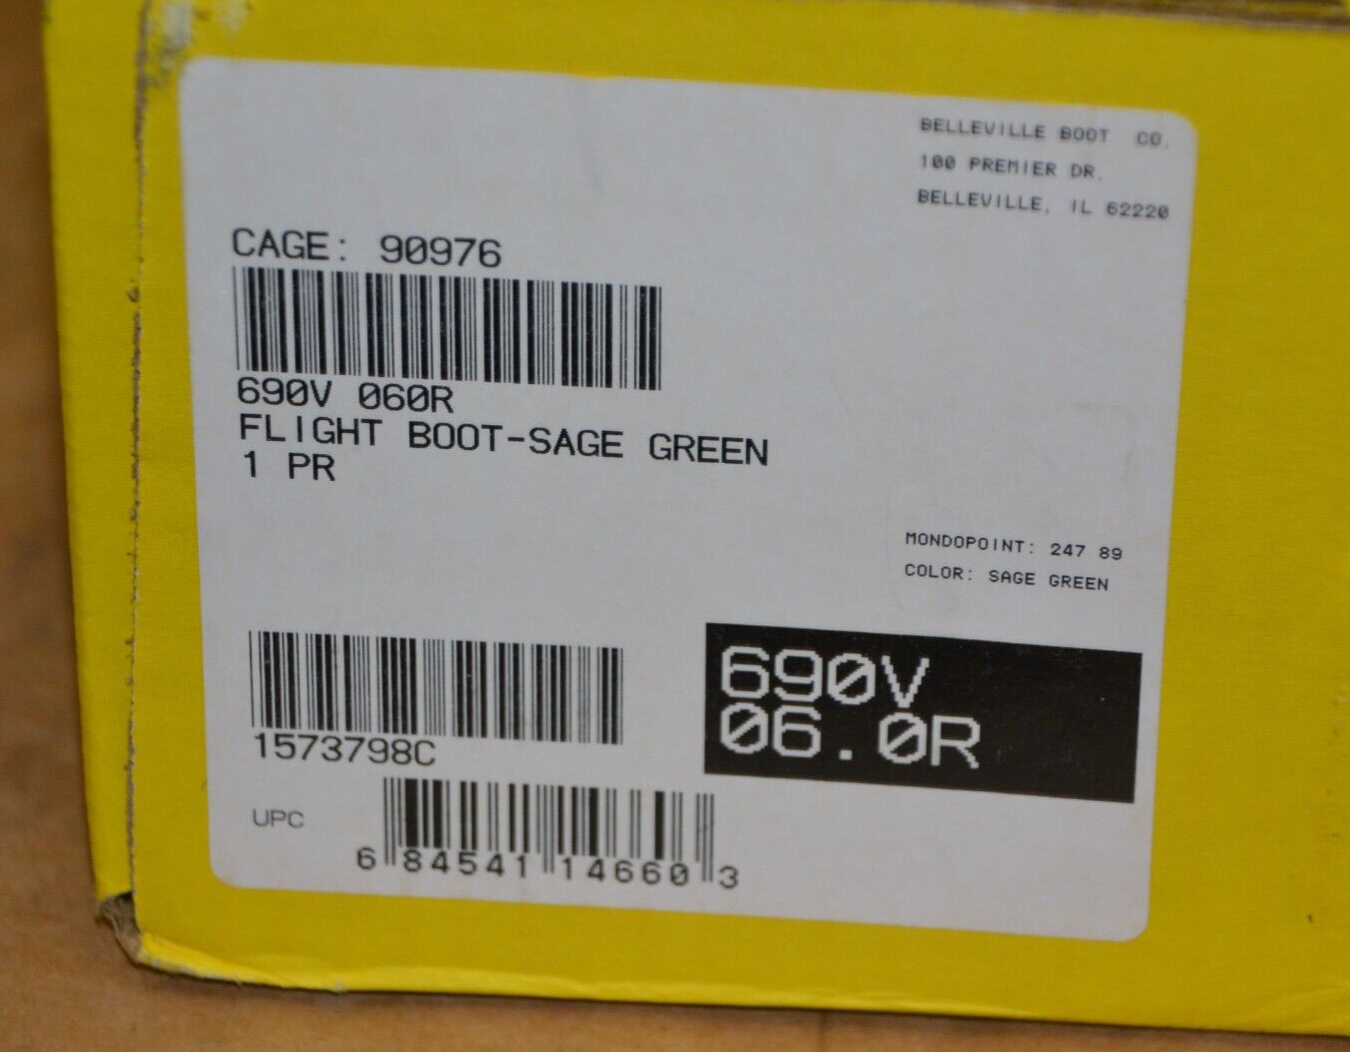 BELLEVILLE BOOT CO.
100 PREMIER DR.
BELLEVILLE, IL 62220
CAGE: 90976
690V 060R
FLIGHT BOOT-SAGE GREEN
1 PR
MONDOPOINT: 247 89
COLOR: SAGE GREEN
690V
06.0R
1573798C
UPC
6 84541 14660 3